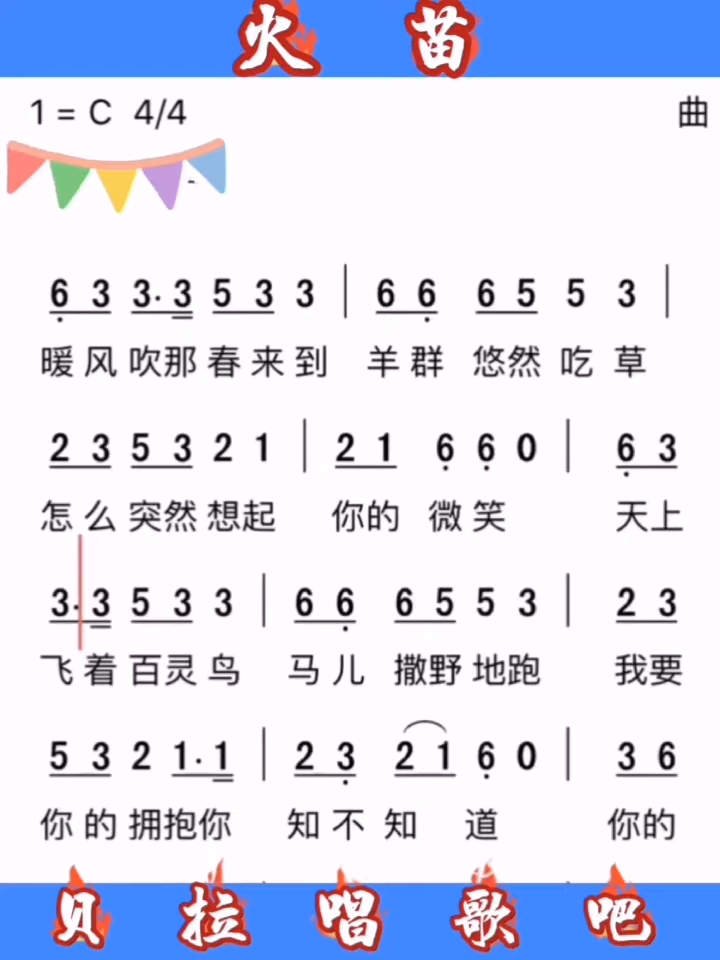 火苗
1 = C 4/4 曲
6 3 3. 3 5 3 3 | 6 6 6 5 5 3 |
暖风吹那春来到 羊群 悠然吃草
2 3 5 3 2 1 | 2 1 6 6 0 | 6 3
怎么突然想起 你的微笑 天上
3. 3 5 3 3 | 6 6 6 5 5 3 | 2 3
飞着百灵鸟 马儿撒野地跑 我要
5 3 2 1. 1 | 2 3 2 1 6 0 | 3 6
你的拥抱你 知不知道 你的
贝拉唱歌吧